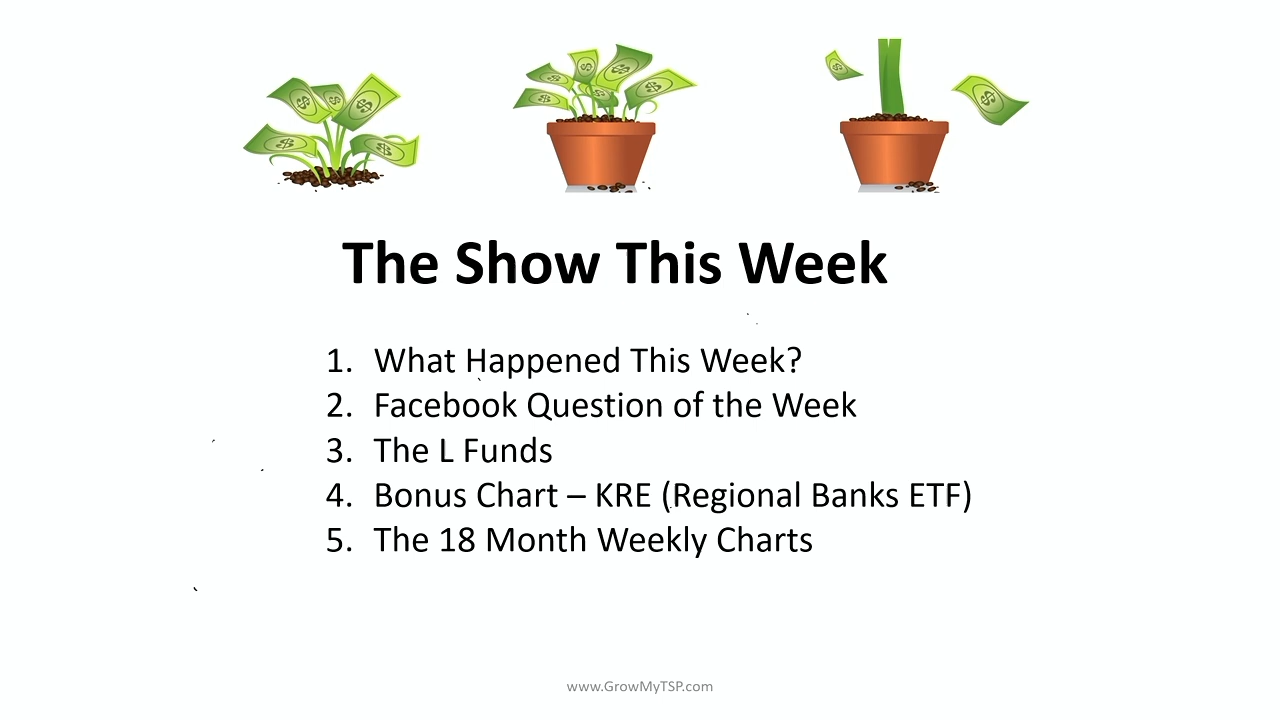 The Show This Week
1. What Happened This Week?
2. Facebook Question of the Week
3. The L Funds
4. Bonus Chart – KRE (Regional Banks ETF)
5. The 18 Month Weekly Charts
www.GrowMyTSP.com